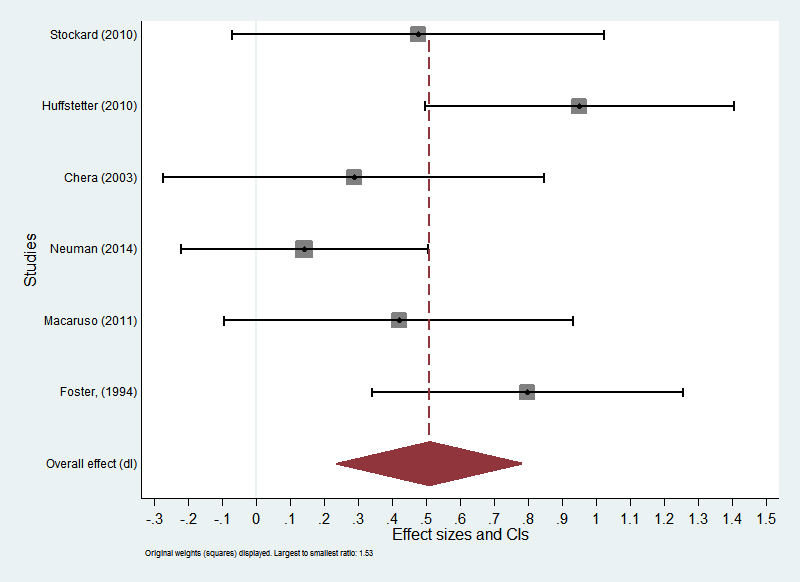 Stockard (2010)
Huffstetter (2010)
Chera (2003)
Neuman (2014)
Macaruso (2011)
Foster, (1994)
Overall effect (dl)
Studies
-.3 -.2 -.1 0 .1 .2 .3 .4 .5 .6 .7 .8 .9 1 1.1 1.2 1.3 1.4 1.5
Effect sizes and CIs
Original weights (squares) displayed. Largest to smallest ratio: 1.53